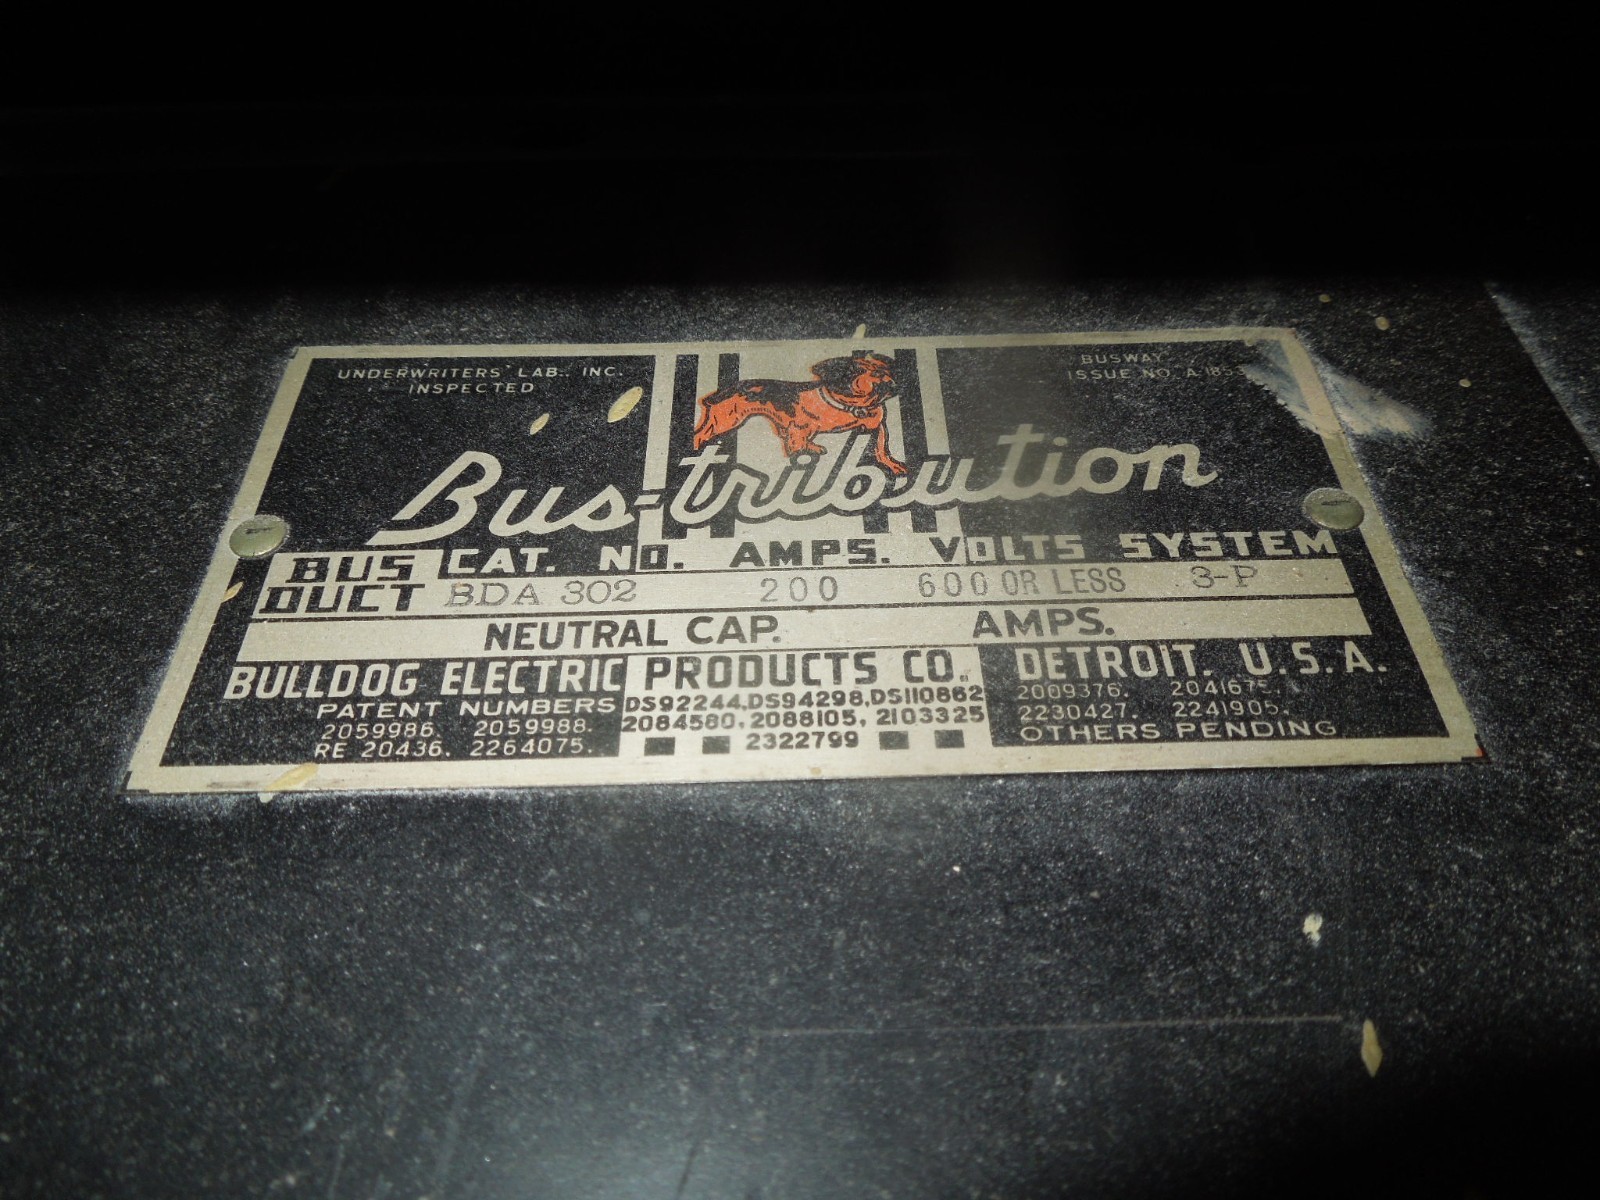 UNDERWRITERS' LAB., INC.
INSPECTED
BUSWAY
ISSUE NO. A-1853
Bus-tribution
BUS DUCT
CAT. NO. AMPS. VOLTS SYSTEM
BDA 302 200 600 OR LESS 3-P
NEUTRAL CAP. AMPS.
BULLDOG ELECTRIC PRODUCTS CO., DETROIT, U.S.A.
PATENT NUMBERS DS92244, DS94298, DS110862 2009376.
2059986. 2059988. 2084580, 2088105, 2103325 2230427. 2241905.
RE 20436. 2264075. 2322799 OTHERS PENDING